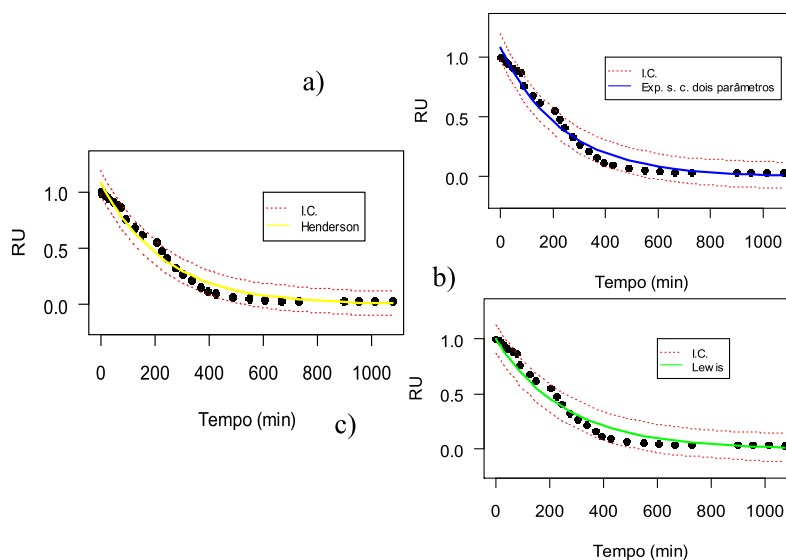 a)
RU
1.0
0.5
0.0
I.C.
Exp. s. c. dois parâmetros
0 200 400 600 800 1000
Tempo (min)
RU
1.0
0.5
0.0
I.C.
Henderson
0 200 400 600 800 1000
Tempo (min)
b)
RU
1.0
0.5
0.0
I.C.
Lewis
0 200 400 600 800 1000
Tempo (min)
c)